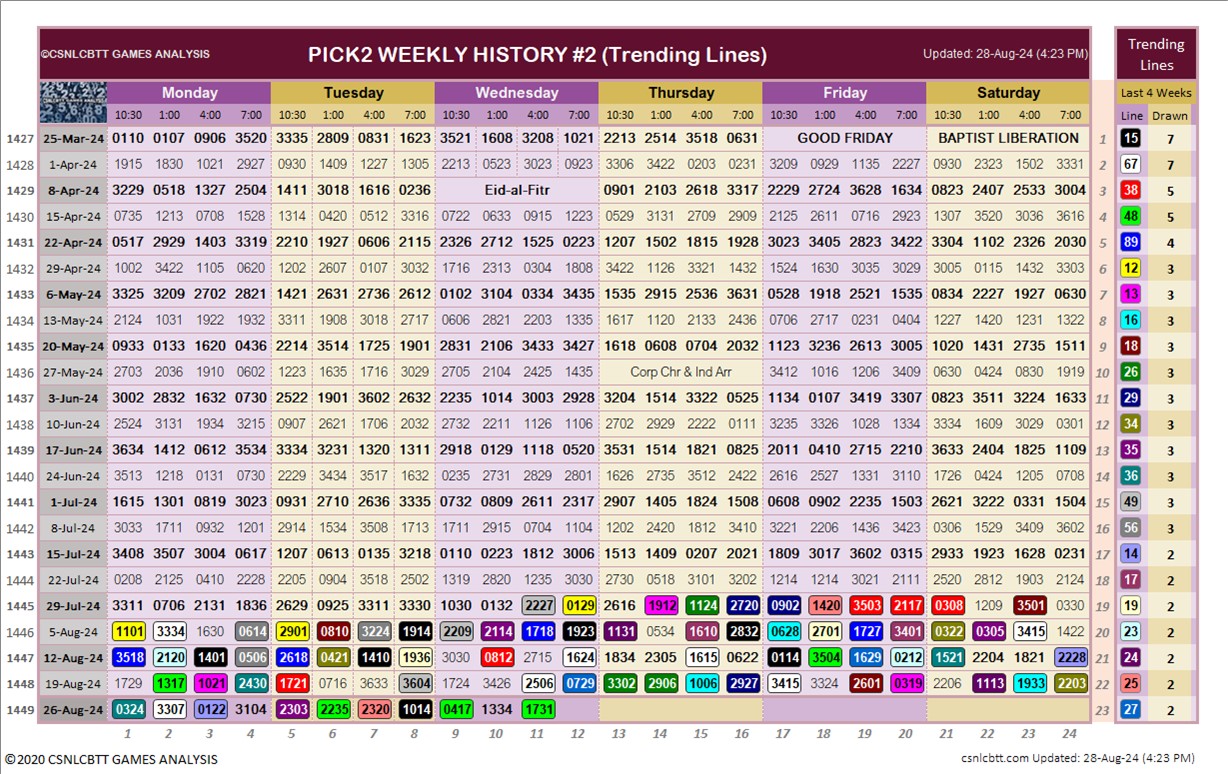 ©CSNLCBTT GAMES ANALYSIS PICK2 WEEKLY HISTORY #2 (Trending Lines) Updated: 28-Aug-24 (4:23 PM) Trending Lines
Monday Tuesday Wednesday Thursday Friday Saturday Last 4 Weeks
10:30 1:00 4:00 7:00 10:30 1:00 4:00 7:00 10:30 1:00 4:00 7:00 10:30 1:00 4:00 7:00 10:30 1:00 4:00 7:00 10:30 1:00 4:00 7:00 Line Drawn
1427 25-Mar-24 0110 0107 0906 3520 3335 2809 0831 1623 3521 1608 3208 1021 2213 2514 3518 0631 GOOD FRIDAY BAPTIST LIBERATION 1 15 7
1428 1-Apr-24 1915 1830 1021 2927 0930 1409 1227 1305 2213 0523 3023 0923 3306 3422 0203 0231 3209 0929 1135 2227 0930 2323 1502 3331 2 67 7
1429 8-Apr-24 3229 0518 1327 2504 1411 3018 1616 0236 Eid-al-Fitr 0901 2103 2618 3317 2229 2724 3628 1634 0823 2407 2533 3004 3 38 5
1430 15-Apr-24 0735 1213 0708 1528 1314 0420 0512 3316 0722 0633 0915 1223 0529 3131 2709 2909 2125 2611 0716 2923 1307 3520 3036 3616 4 48 5
1431 22-Apr-24 0517 2929 1403 3319 2210 1927 0606 2115 2326 2712 1525 0223 1207 1502 1815 1928 3023 3405 2823 3422 3304 1102 2326 2030 5 89 4
1432 29-Apr-24 1002 3422 1105 0620 1202 2607 0107 3033 1716 2313 0304 1808 3422 1126 3321 1432 1524 1630 3035 3029 3005 0115 1432 3303 6 12 3
1433 6-May-24 3325 3209 2702 2821 1421 2631 2736 2612 0102 3104 0334 3435 1535 2915 2536 3631 0528 1918 2521 1535 0834 2227 1927 0630 7 13 3
1434 13-May-24 2124 1031 1922 1932 3311 1908 3018 2717 0606 2821 2203 1335 1617 1120 2133 2436 0706 2717 0231 0404 1227 1420 1231 1322 8 16 3
1435 20-May-24 0933 0133 1620 0436 2214 3514 1725 1901 2831 2106 3433 3427 1618 0608 0704 2032 1123 3236 2613 3005 1020 1431 2735 1511 9 18 3
1436 27-May-24 2703 2036 1910 0602 1223 1635 1716 3029 2705 2104 2425 1435 Corp Chr & Ind Arr 3412 1016 1206 3409 0630 0424 0830 1919 10 26 3
1437 3-Jun-24 3002 2832 1632 0730 2522 1901 3602 2632 2235 1014 3003 2928 3204 1514 3322 0525 1134 0107 3419 3307 0823 3511 3224 1633 11 29 3
1438 10-Jun-24 2524 3131 1934 3215 0907 2621 1706 2032 2732 2211 1126 1106 2702 2929 2222 0111 3235 3326 1028 1334 3334 1609 3029 0301 12 34 3
1439 17-Jun-24 3634 1412 0612 3534 3334 3231 1320 1311 2918 0129 1118 0520 3531 1514 1821 0825 2011 0410 2715 2210 3633 2404 1825 1109 13 35 3
1440 24-Jun-24 3513 1218 0131 0730 2229 3434 3517 1633 0235 2731 2829 2801 1626 2735 3512 2422 2616 2527 1331 3110 1726 0424 1205 0708 14 36 3
1441 1-Jul-24 1615 1301 0819 3023 0931 2710 2636 3335 0732 0809 2611 2317 2907 1405 1824 1508 0608 0902 2235 1503 2621 3222 0331 1504 15 49 3
1442 8-Jul-24 3033 1711 0932 1201 2914 1534 3508 1713 1711 2915 0704 1104 1202 2420 1812 3410 3221 2206 1436 3423 0306 1529 3409 3602 16 56 3
1443 15-Jul-24 3408 3507 3004 0617 1207 0613 0135 3218 0110 0223 1812 3006 1513 1409 0207 2021 1809 3017 3602 0315 2933 1923 1628 0231 17 14 2
1444 22-Jul-24 0208 2125 0410 2228 2205 0904 3518 2502 1319 2820 1235 3030 2730 0518 3101 3202 1214 1214 3021 2111 2520 2812 1903 2124 18 17 2
1445 29-Jul-24 3311 0706 2131 1836 2629 0925 3311 3330 1030 0132 2227 0129 2616 1912 1124 2720 0902 1420 3503 2117 0308 1209 3501 0330 19 19 2
1446 5-Aug-24 1101 3334 1630 0614 2901 0810 3224 1914 2209 2114 1718 1923 1131 0534 1610 2832 0628 2701 1727 3401 0322 0305 3415 1422 20 23 2
1447 12-Aug-24 3518 2120 1401 0506 2618 0421 1410 1936 3030 0812 2715 1624 1834 2305 1615 0622 0114 3504 1629 0212 1521 2204 1821 2228 21 24 2
1448 19-Aug-24 1729 1317 1021 2430 1721 0716 3633 3604 1724 3426 2506 0729 3302 2906 1006 2927 3415 3324 2601 0319 2206 1113 1933 2203 22 25 2
1449 26-Aug-24 0324 3307 0122 3104 2303 2235 2320 1014 0417 1334 1731 23 27 2
1 2 3 4 5 6 7 8 9 10 11 12 13 14 15 16 17 18 19 20 21 22 23 24
©2020 CSNLCBTT GAMES ANALYSIS csnlcbtt.com Updated: 28-Aug-24 (4:23 PM)